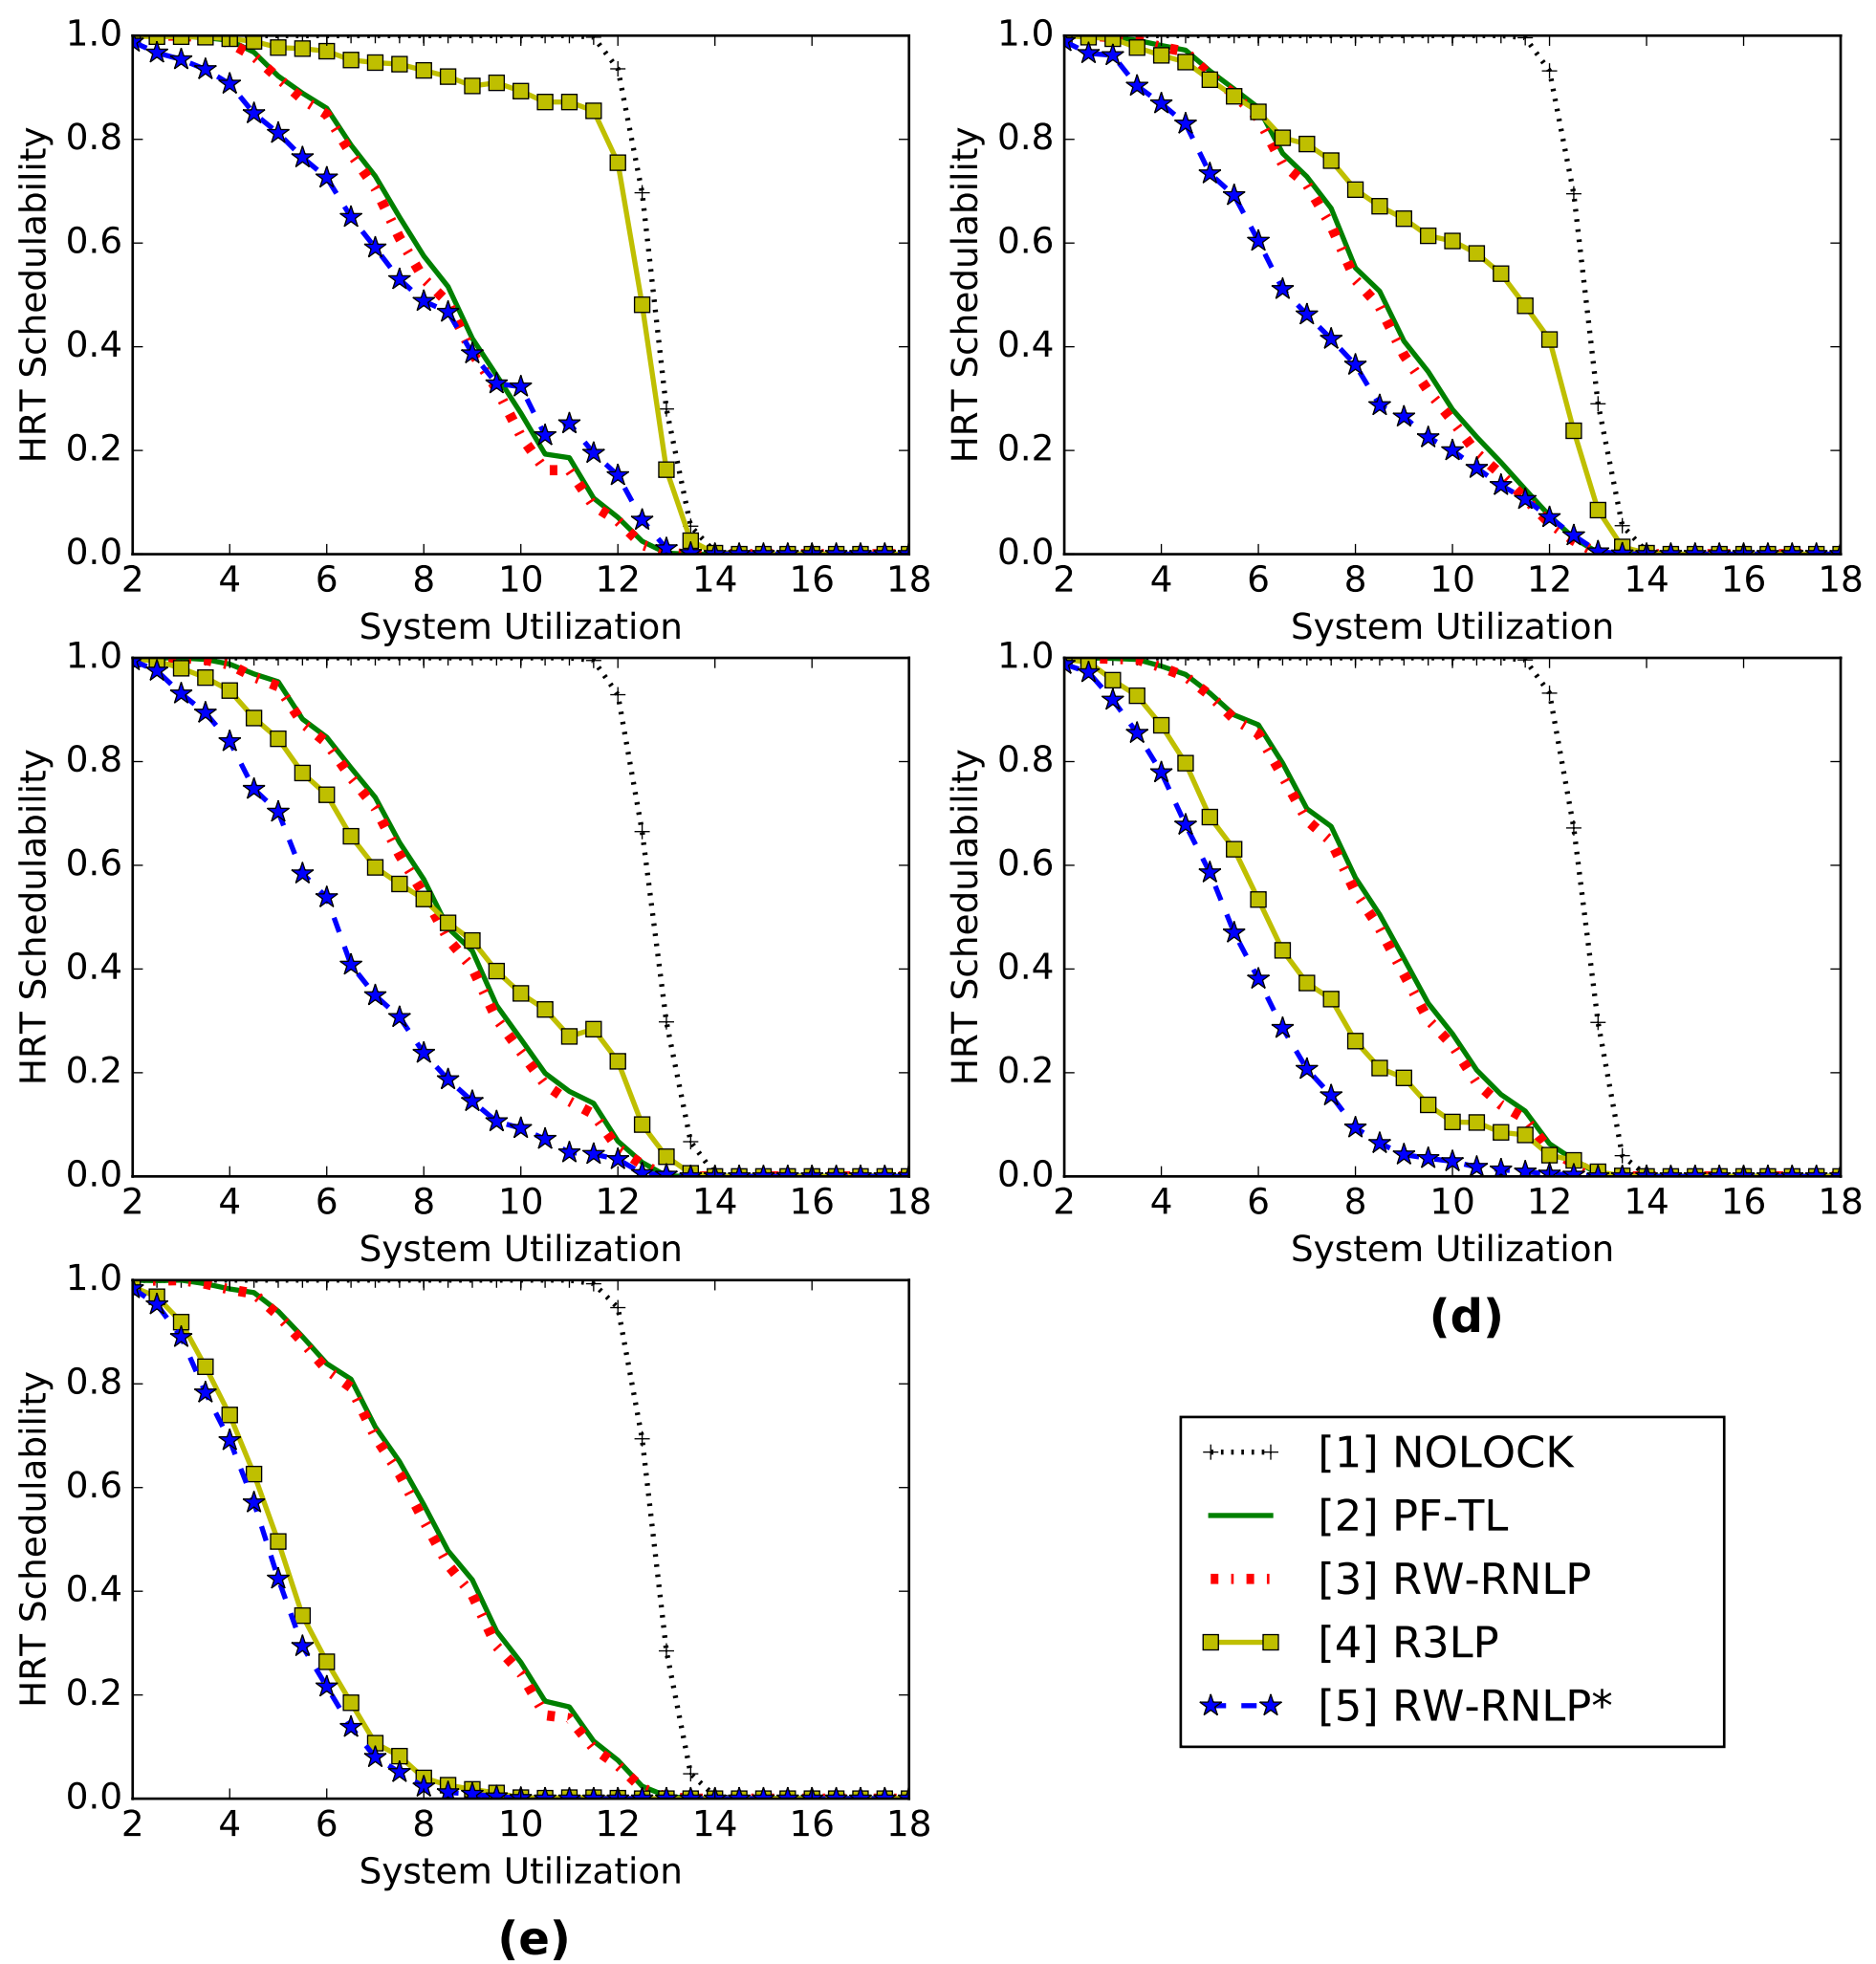 HRT Schedulability
1.0
0.8
0.6
0.4
0.2
0.0
2 4 6 8 10 12 14 16 18
System Utilization
HRT Schedulability
1.0
0.8
0.6
0.4
0.2
0.0
2 4 6 8 10 12 14 16 18
System Utilization
HRT Schedulability
1.0
0.8
0.6
0.4
0.2
0.0
2 4 6 8 10 12 14 16 18
System Utilization
HRT Schedulability
1.0
0.8
0.6
0.4
0.2
0.0
2 4 6 8 10 12 14 16 18
System Utilization
(d)
HRT Schedulability
1.0
0.8
0.6
0.4
0.2
0.0
2 4 6 8 10 12 14 16 18
System Utilization
(e)
[1] NOLOCK
[2] PF-TL
[3] RW-RNLP
[4] R3LP
[5] RW-RNLP*